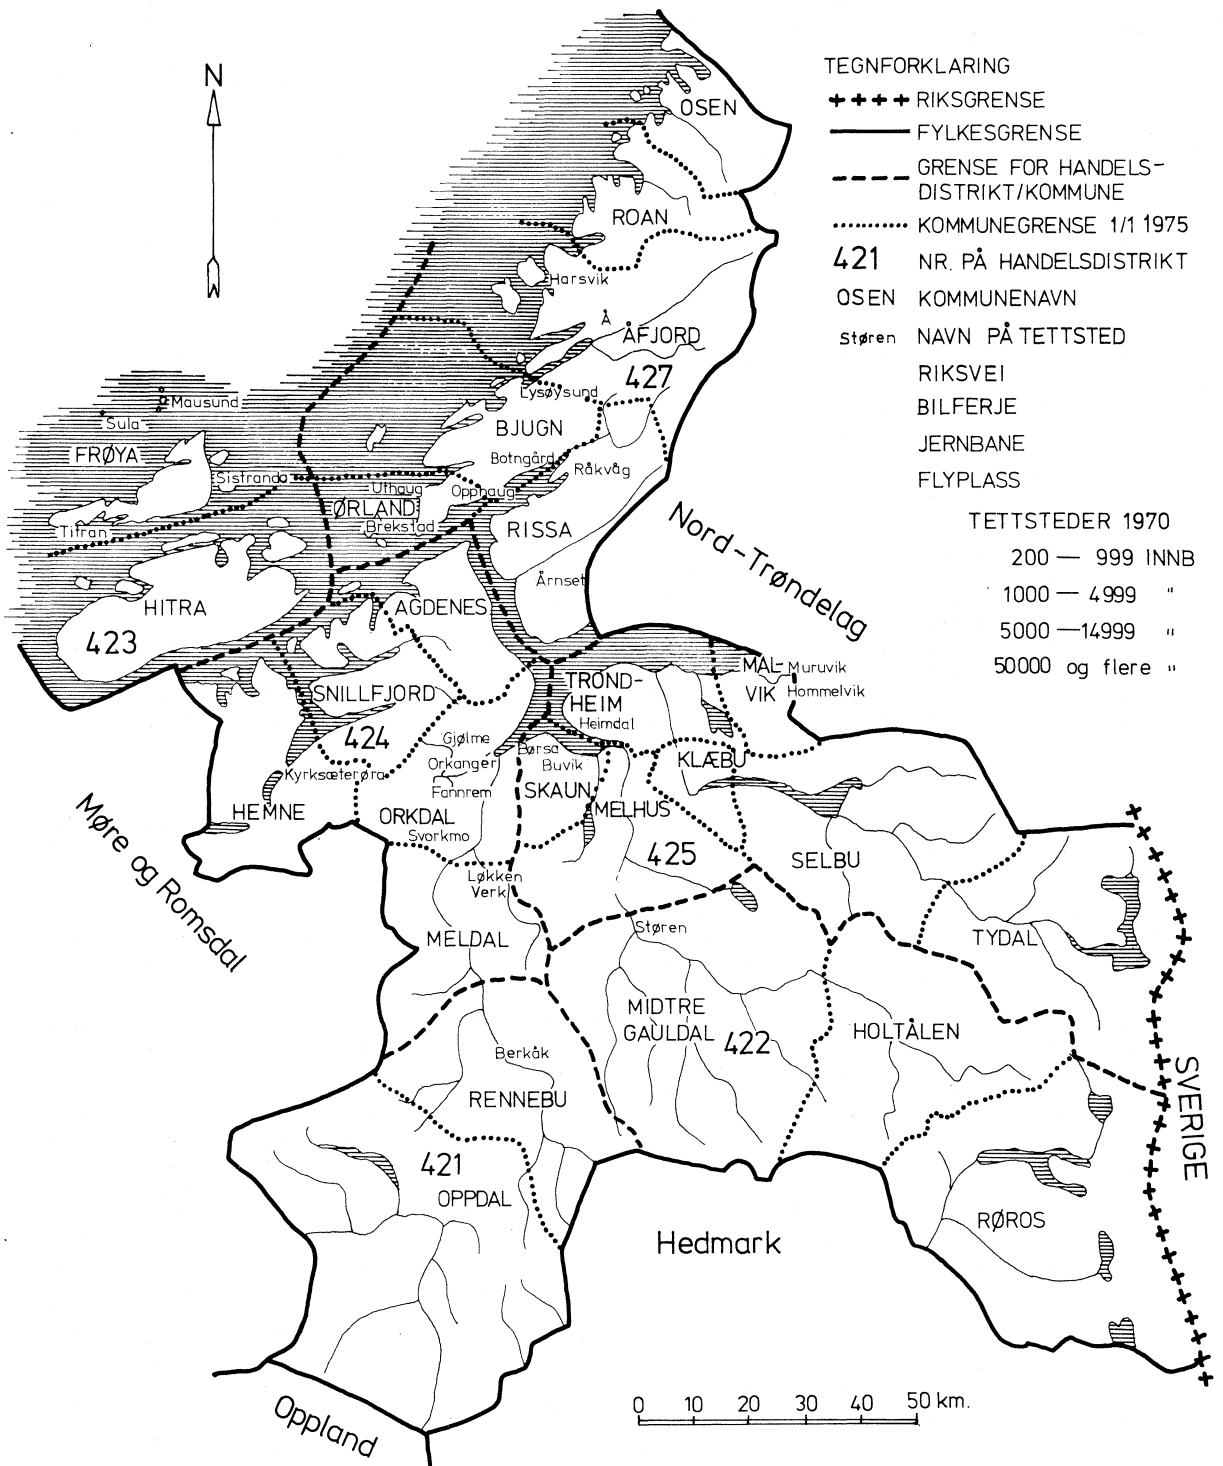 N
TEGNFORKLARING
RIKSGRENSE
FYLKESGRENSE
GRENSE FOR HANDELS-
DISTRIKT/KOMMUNE
KOMMUNEGRENSE 1/1 1975
421 NR. PÅ HANDELSDISTRIKT
OSEN KOMMUNENAVN
Støren NAVN PÅ TETTSTED
RIKSVEI
BILFERJE
JERNBANE
FLYPLASS
TETTSTEDER 1970
200 — 999 INNB
1000 — 4999 "
5000 —14999 "
50000 og flere "
OSEN
ROAN
Harsvik
Å
ÅFJORD
427
Lysøysund
BJUGN
Botngård
Råkvåg
Mausund
Sula
FRØYA
Sistranda
Titran
Uthaug
Opphaug
ØRLAND
Brekstad
RISSA
Årnset
Nord-Trøndelag
HITRA
423
AGDENES
SNILLFJORD
424
TROND-
HEIM
Heimdal
MAL-
VIK
Muruvik
Hommelvik
Gjølme
Orkanger
Fannrem
Børsa
Buvik
KLÆBU
Kyrksæterøra
HEMNE
ORKDAL
Svorkmo
SKAUN
MELHUS
425
SELBU
Løkken
Verk
Møre og Romsdal
MELDAL
Støren
TYDAL
MIDTRE
GAULDAL
422
HOLTÅLEN
Berkåk
RENNEBU
SVERIGE
421
OPPDAL
RØROS
Hedmark
Oppland
0 10 20 30 40 50 km.